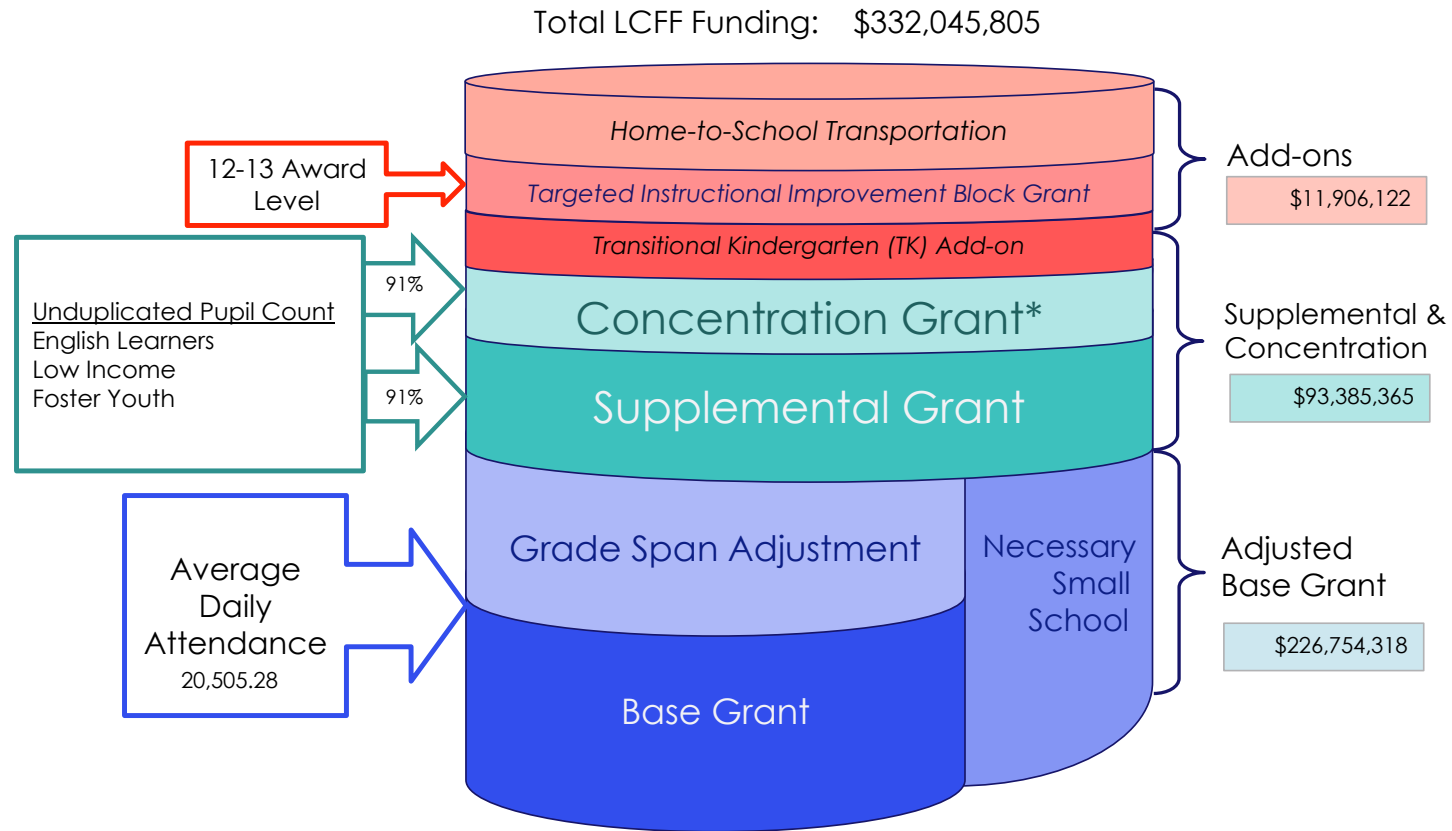 Total LCFF Funding: $332,045,805
Home-to-School Transportation
12-13 Award
Level
Targeted Instructional Improvement Block Grant
Add-ons
$11,906,122
Transitional Kindergarten (TK) Add-on
91%
Unduplicated Pupil Count
English Learners
Low Income
Foster Youth
91%
Concentration Grant*
Supplemental Grant
Supplemental &
Concentration
$93,385,365
Average
Daily
Attendance
20,505.28
Grade Span Adjustment
Necessary
Small
School
Base Grant
Adjusted
Base Grant
$226,754,318